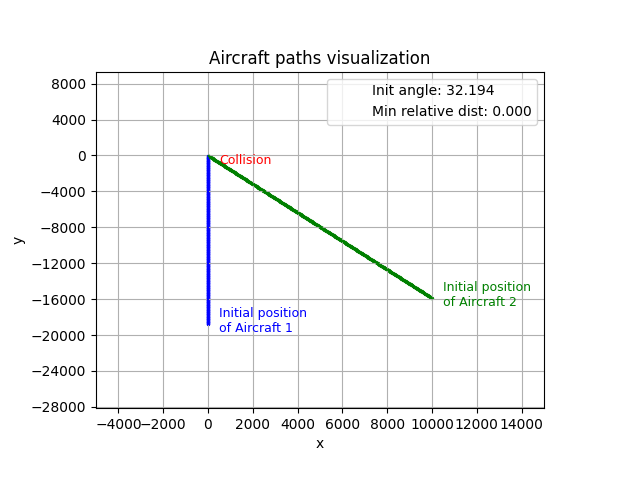 Aircraft paths visualization
Init angle: 32.194
Min relative dist: 0.000
8000
4000
0
−4000
−8000
−12000
−16000
−20000
−24000
−28000
y
Collision
Initial position
of Aircraft 2
Initial position
of Aircraft 1
−4000 −2000 0 2000 4000 6000 8000 10000 12000 14000
x